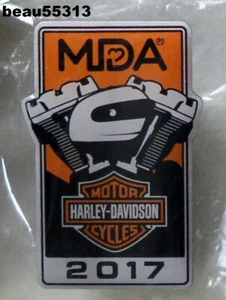 beau55313
MDA®
MOTOR
HARLEY-DAVIDSON
CYCLES
2017